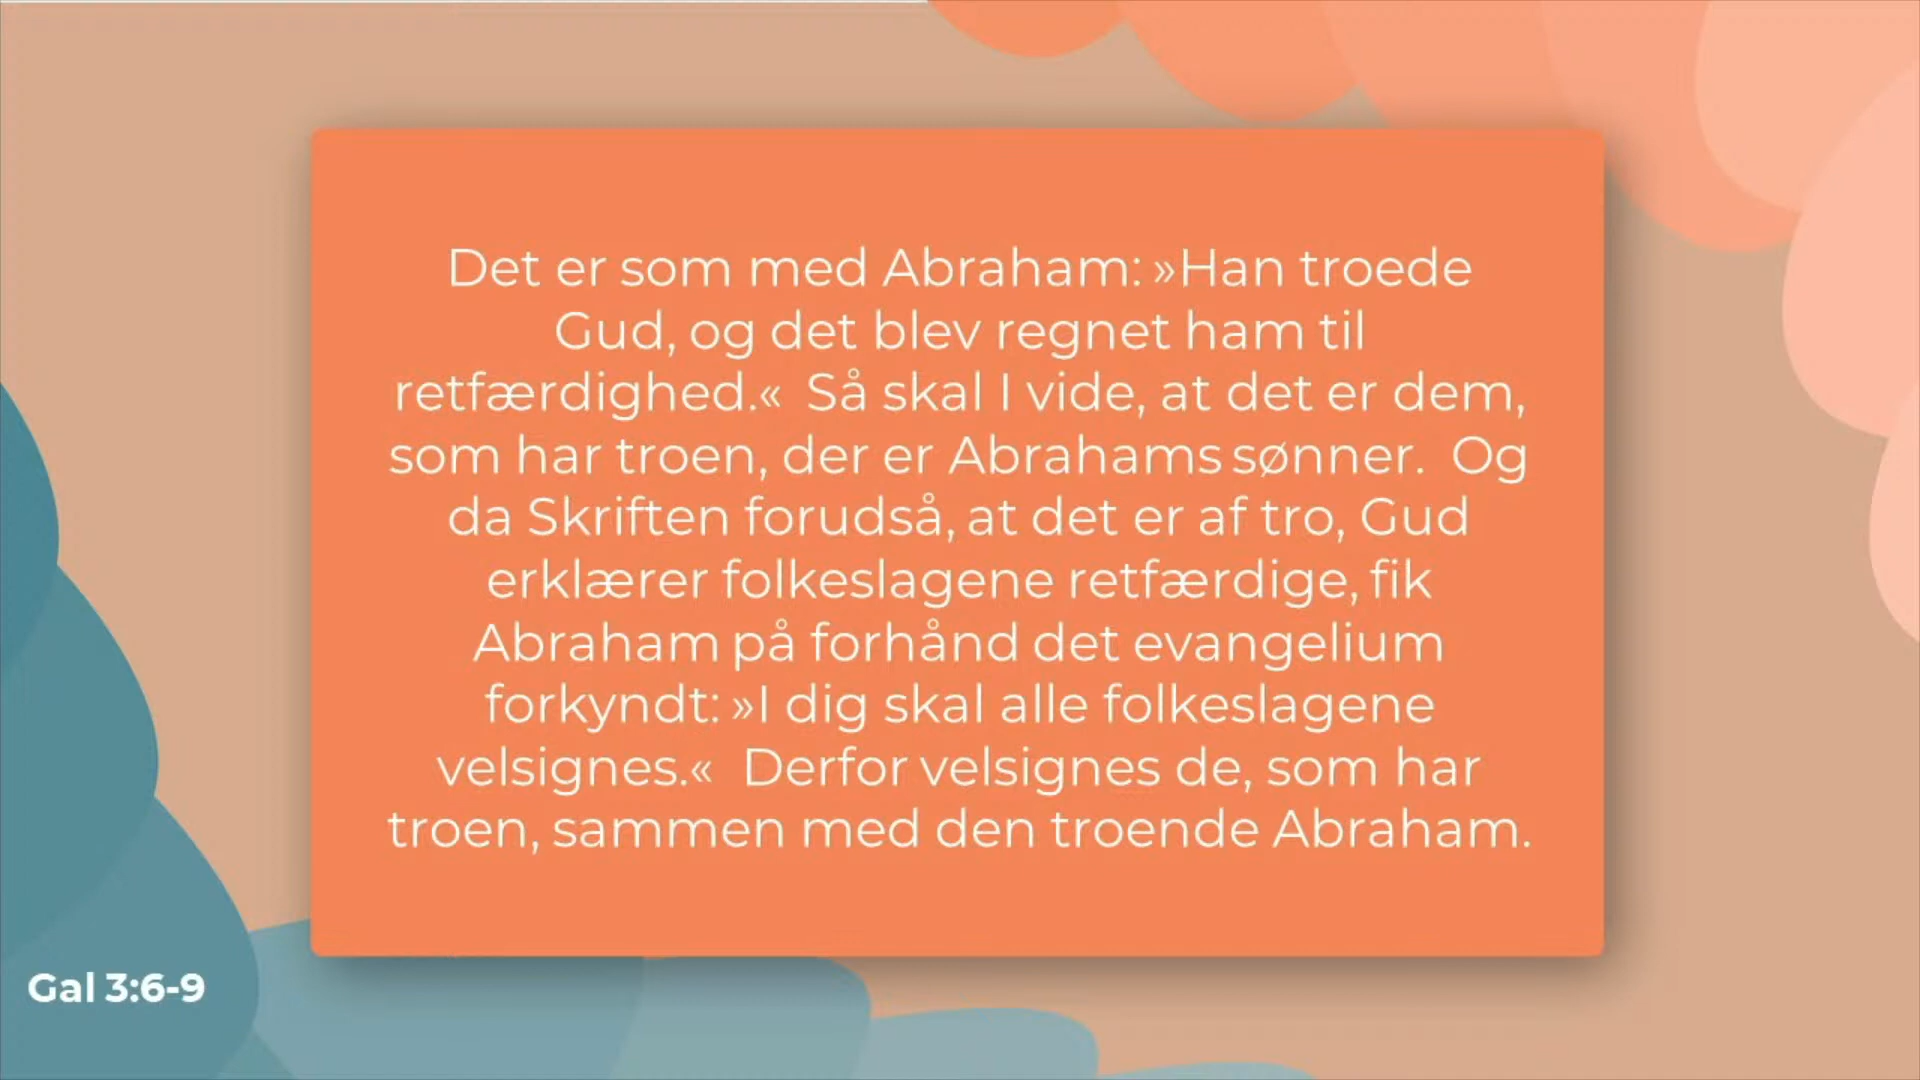 Det er som med Abraham: »Han troede
Gud, og det blev regnet ham til
retfærdighed.«  Så skal I vide, at det er dem,
som har troen, der er Abrahams sønner.  Og
da Skriften forudså, at det er af tro, Gud
erklærer folkeslagene retfærdige, fik
Abraham på forhånd det evangelium
forkyndt: »I dig skal alle folkeslagene
velsignes.«  Derfor velsignes de, som har
troen, sammen med den troende Abraham.
Gal 3:6-9